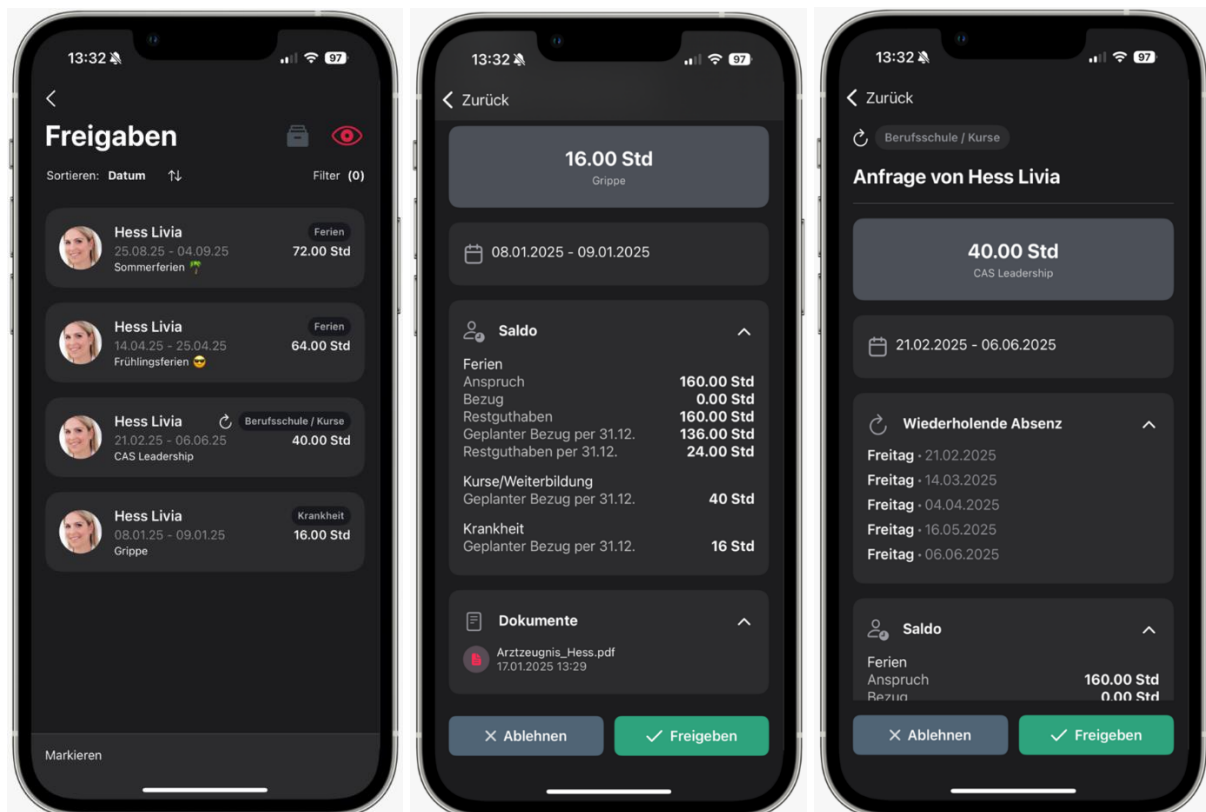 13:32
97
Freigaben
Sortieren: Datum
Filter (0)
Hess Livia
Ferien
25.08.25 - 04.09.25
72.00 Std
Sommerferien 🌴
Hess Livia
Ferien
14.04.25 - 25.04.25
64.00 Std
Frühlingsferien 😎
Hess Livia
Berufsschule / Kurse
21.02.25 - 06.06.25
40.00 Std
CAS Leadership
Hess Livia
Krankheit
08.01.25 - 09.01.25
16.00 Std
Grippe
Markieren
13:32
97
Zurück
16.00 Std
Grippe
08.01.2025 - 09.01.2025
Saldo
Ferien
Anspruch 160.00 Std
Bezug 0.00 Std
Restguthaben 160.00 Std
Geplanter Bezug per 31.12. 136.00 Std
Restguthaben per 31.12. 24.00 Std
Kurse/Weiterbildung
Geplanter Bezug per 31.12. 40 Std
Krankheit
Geplanter Bezug per 31.12. 16 Std
Dokumente
Arztzeugnis_Hess.pdf
17.01.2025 13:29
Ablehnen
Freigeben
13:32
97
Zurück
Berufsschule / Kurse
Anfrage von Hess Livia
40.00 Std
CAS Leadership
21.02.2025 - 06.06.2025
Wiederholende Absenz
Freitag · 21.02.2025
Freitag · 14.03.2025
Freitag · 04.04.2025
Freitag · 16.05.2025
Freitag · 06.06.2025
Saldo
Ferien
Anspruch 160.00 Std
Bezug 0.00 Std
Ablehnen
Freigeben